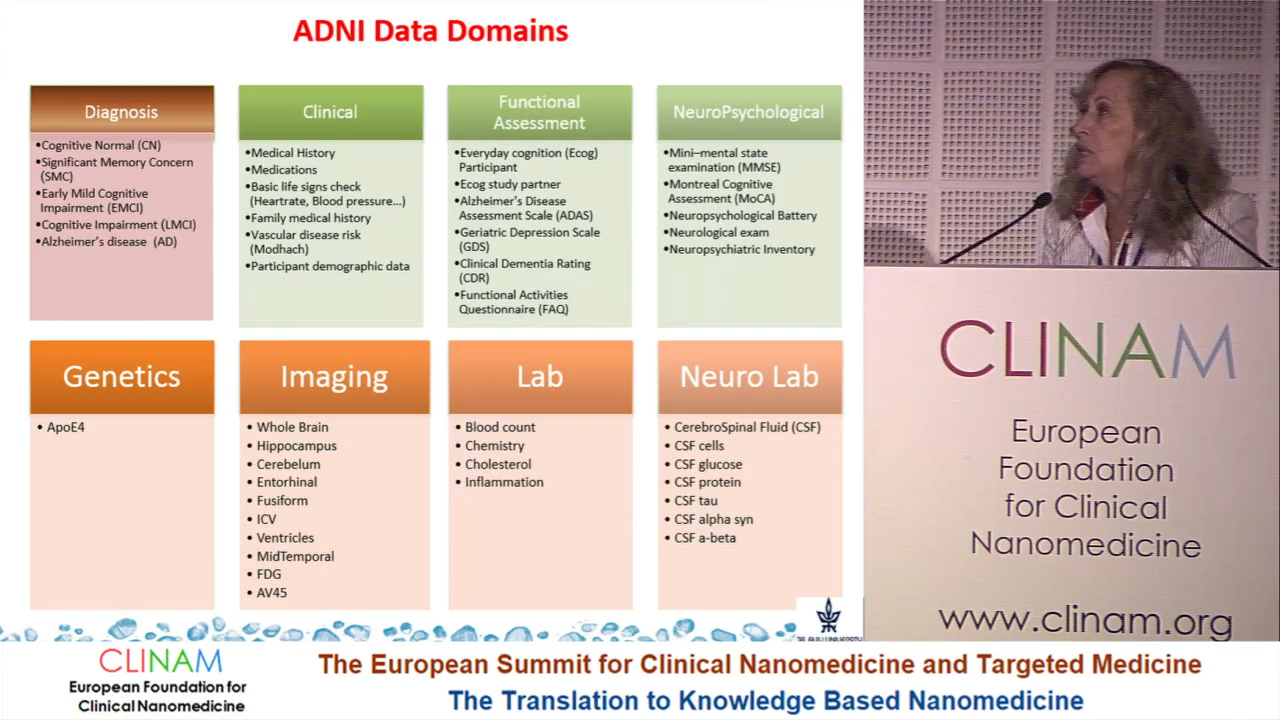 ADNI Data Domains
Diagnosis
•Cognitive Normal (CN)
•Significant Memory Concern
(SMC)
•Early Mild Cognitive
Impairment (EMCI)
•Cognitive Impairment (LMCI)
•Alzheimer's disease (AD)
Clinical
•Medical History
•Medications
•Basic life signs check
(Heartrate, Blood pressure...)
•Family medical history
•Vascular disease risk
(Modhach)
•Participant demographic data
Functional
Assessment
•Everyday cognition (Ecog)
Participant
•Ecog study partner
•Alzheimer's Disease
Assessment Scale (ADAS)
•Geriatric Depression Scale
(GDS)
•Clinical Dementia Rating
(CDR)
•Functional Activities
Questionnaire (FAQ)
NeuroPsychological
•Mini–mental state
examination (MMSE)
•Montreal Cognitive
Assessment (MoCA)
•Neuropsychological Battery
•Neurological exam
•Neuropsychiatric Inventory
Genetics
• ApoE4
Imaging
• Whole Brain
• Hippocampus
• Cerebelum
• Entorhinal
• Fusiform
• ICV
• Ventricles
• MidTemporal
• FDG
• AV45
Lab
• Blood count
• Chemistry
• Cholesterol
• Inflammation
Neuro Lab
• CerebroSpinal Fluid (CSF)
• CSF cells
• CSF glucose
• CSF protein
• CSF tau
• CSF alpha syn
• CSF a-beta
CLINAM
European
Foundation
for Clinical
Nanomedicine
www.clinam.org
CLINAM
European Foundation for
Clinical Nanomedicine
The European Summit for Clinical Nanomedicine and Targeted Medicine
The Translation to Knowledge Based Nanomedicine